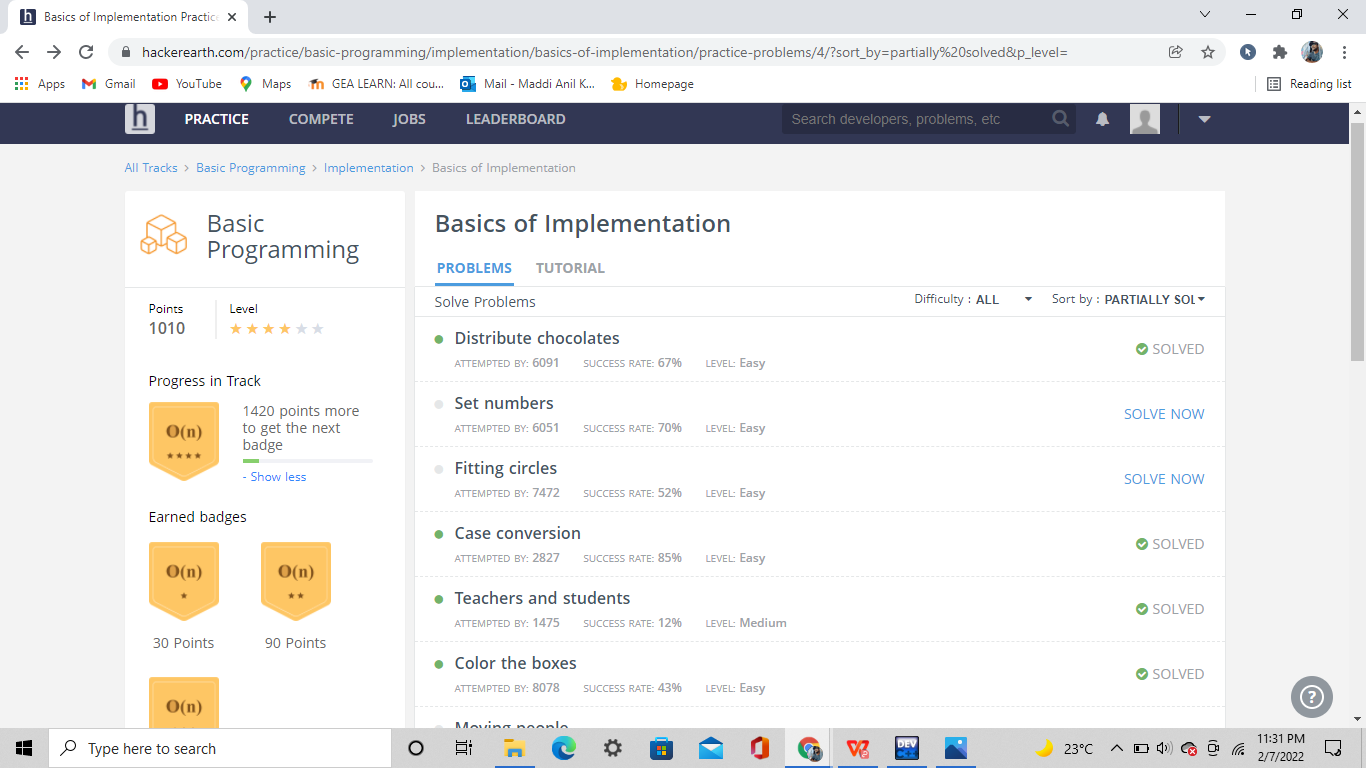 Basics of Implementation Practice
hackerearth.com/practice/basic-programming/implementation/basics-of-implementation/practice-problems/4/?sort_by=partially%20solved&p_level=
Apps Gmail YouTube Maps GEA LEARN: All cou... Mail - Maddi Anil K... Homepage Reading list
h PRACTICE COMPETE JOBS LEADERBOARD Search developers, problems, etc
All Tracks > Basic Programming > Implementation > Basics of Implementation
Basic
Programming
Points Level
1010
Progress in Track
O(n)
1420 points more
to get the next
badge
- Show less
Earned badges
O(n) O(n)
30 Points 90 Points
O(n)
Basics of Implementation
PROBLEMS TUTORIAL
Solve Problems Difficulty : ALL Sort by : PARTIALLY SOL
Distribute chocolates
ATTEMPTED BY: 6091 SUCCESS RATE: 67% LEVEL: Easy
SOLVED
Set numbers
ATTEMPTED BY: 6051 SUCCESS RATE: 70% LEVEL: Easy
SOLVE NOW
Fitting circles
ATTEMPTED BY: 7472 SUCCESS RATE: 52% LEVEL: Easy
SOLVE NOW
Case conversion
ATTEMPTED BY: 2827 SUCCESS RATE: 85% LEVEL: Easy
SOLVED
Teachers and students
ATTEMPTED BY: 1475 SUCCESS RATE: 12% LEVEL: Medium
SOLVED
Color the boxes
ATTEMPTED BY: 8078 SUCCESS RATE: 43% LEVEL: Easy
SOLVED
Moving people
?
Type here to search
DEV
23°C
11:31 PM
2/7/2022